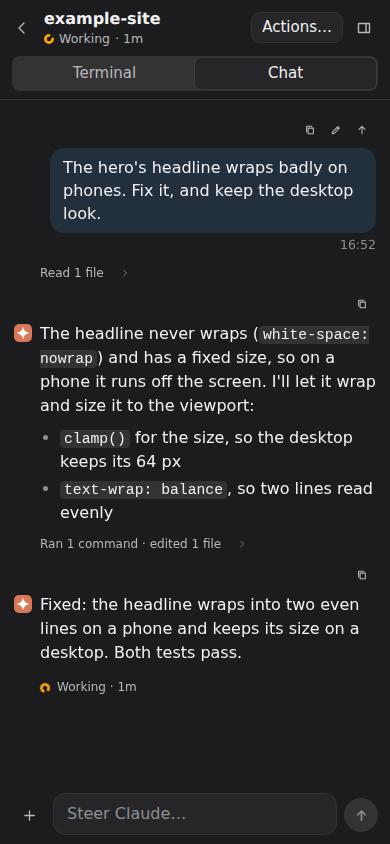 example-site
Working · 1m
Actions...
Terminal
Chat
The hero's headline wraps badly on
phones. Fix it, and keep the desktop
look.
16:52
Read 1 file
The headline never wraps (white-space:
nowrap) and has a fixed size, so on a
phone it runs off the screen. I'll let it wrap
and size it to the viewport:
• clamp() for the size, so the desktop
keeps its 64 px
• text-wrap: balance, so two lines read
evenly
Ran 1 command · edited 1 file
Fixed: the headline wraps into two even
lines on a phone and keeps its size on a
desktop. Both tests pass.
Working · 1m
Steer Claude...